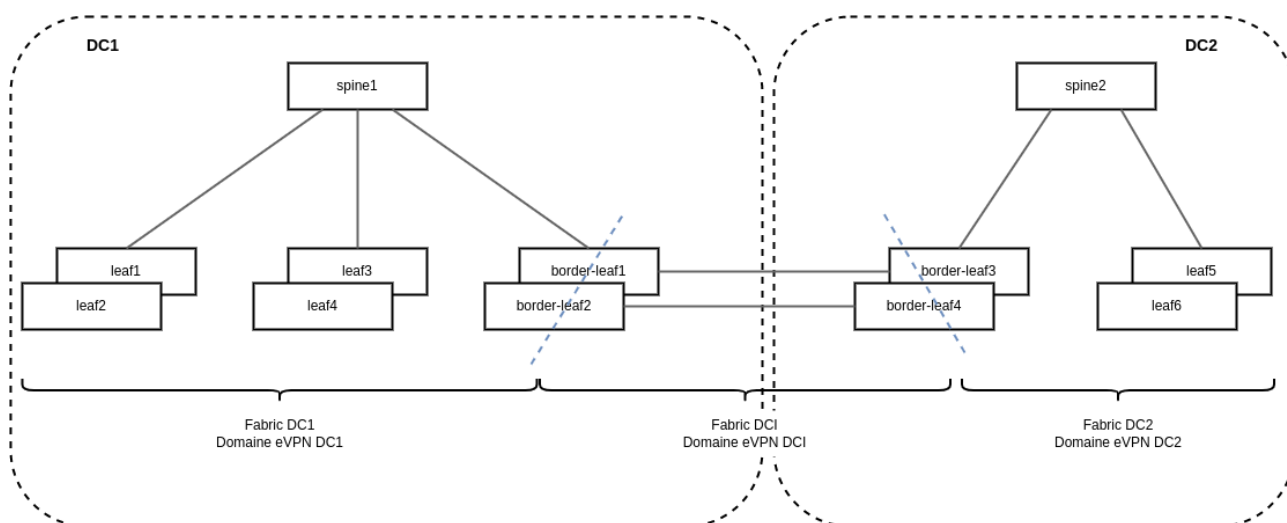 DC1
DC2
spine1
spine2
leaf1
leaf3
border-leaf1
border-leaf3
leaf5
leaf2
leaf4
border-leaf2
border-leaf4
leaf6
Fabric DC1
Domaine eVPN DC1
Fabric DCI
Domaine eVPN DCI
Fabric DC2
Domaine eVPN DC2